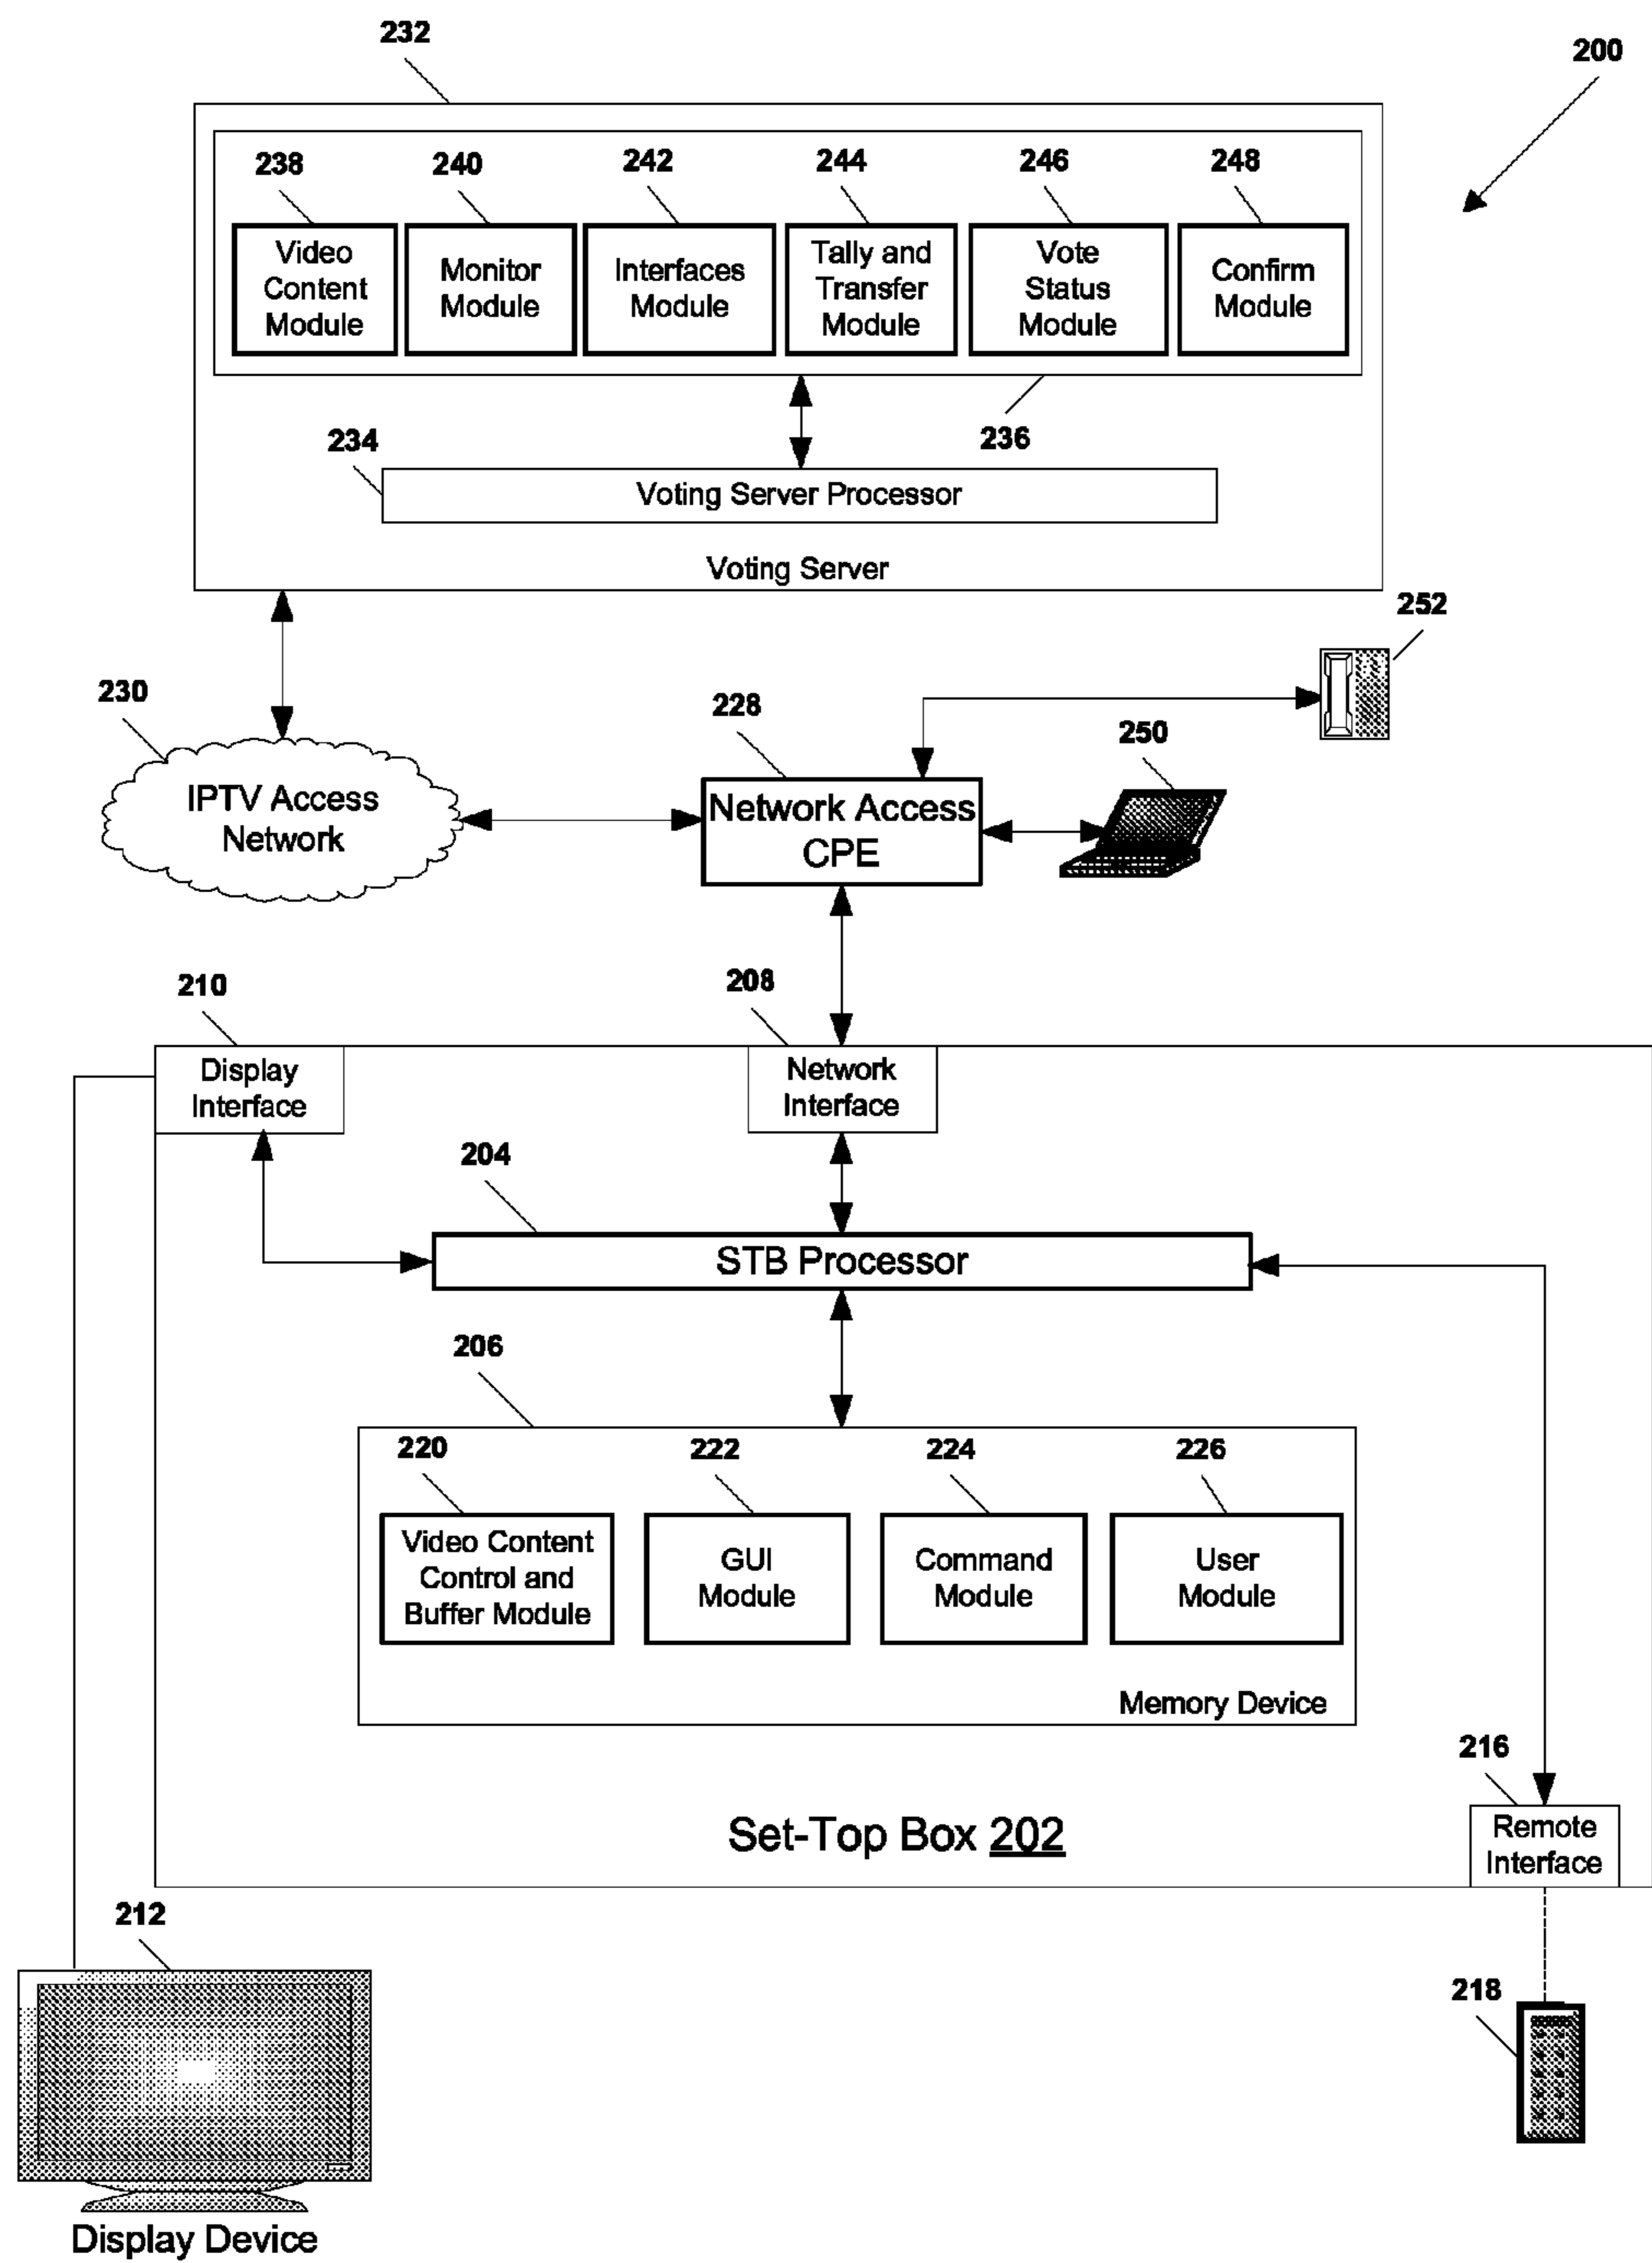 232
200
238
240
242
244
246
248
Video
Content
Module
Monitor
Module
Interfaces
Module
Tally and
Transfer
Module
Vote
Status
Module
Confirm
Module
234
236
Voting Server Processor
Voting Server
252
230
228
250
IPTV Access
Network
Network Access
CPE
210
208
Display
Interface
Network
Interface
204
STB Processor
206
220
222
224
226
Video Content
Control and
Buffer Module
GUI
Module
Command
Module
User
Module
Memory Device
216
Set-Top Box 202
Remote
Interface
212
218
Display Device